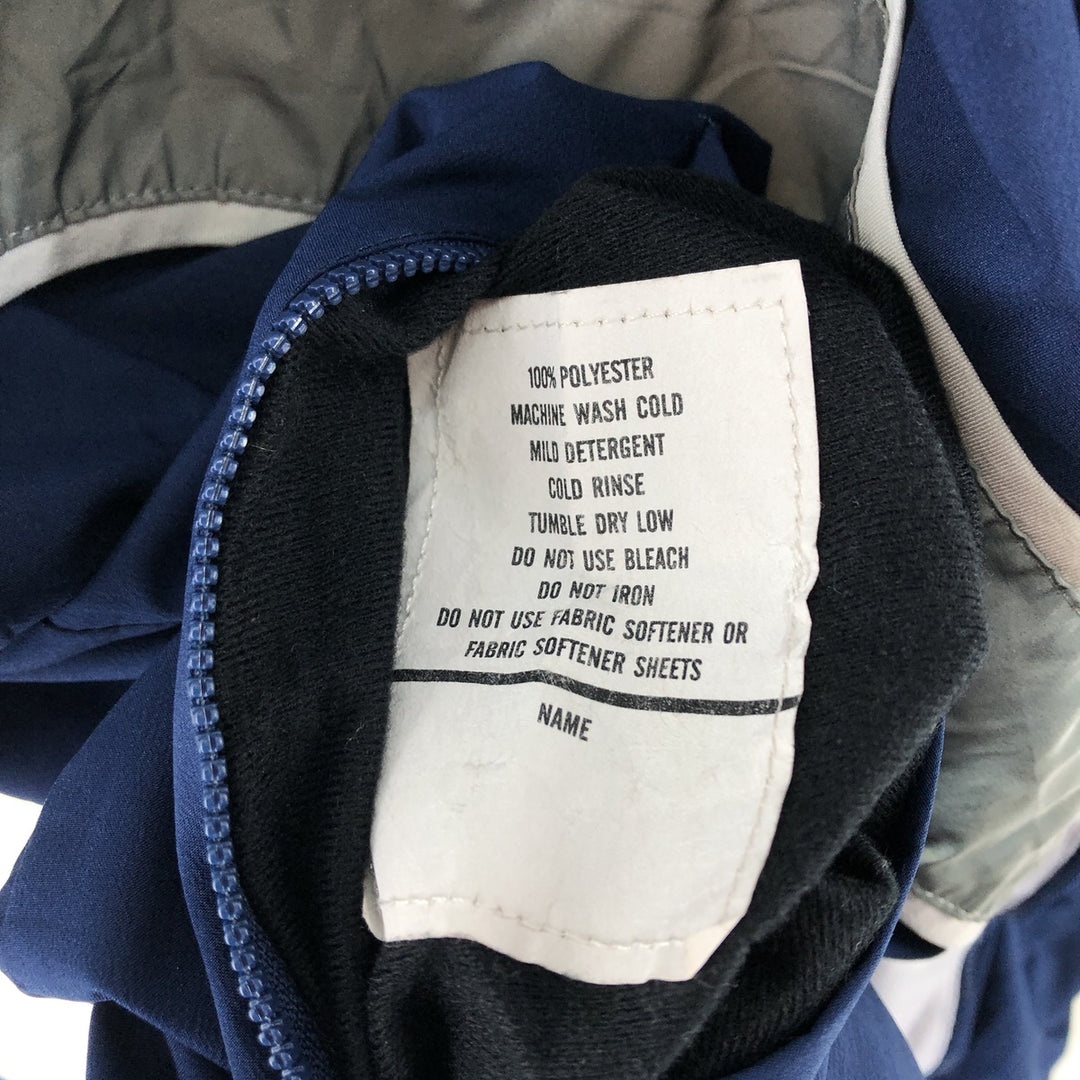 100% POLYESTER
MACHINE WASH COLD
MILD DETERGENT
COLD RINSE
TUMBLE DRY LOW
DO NOT USE BLEACH
DO NOT IRON
DO NOT USE FABRIC SOFTENER OR
FABRIC SOFTENER SHEETS
NAME